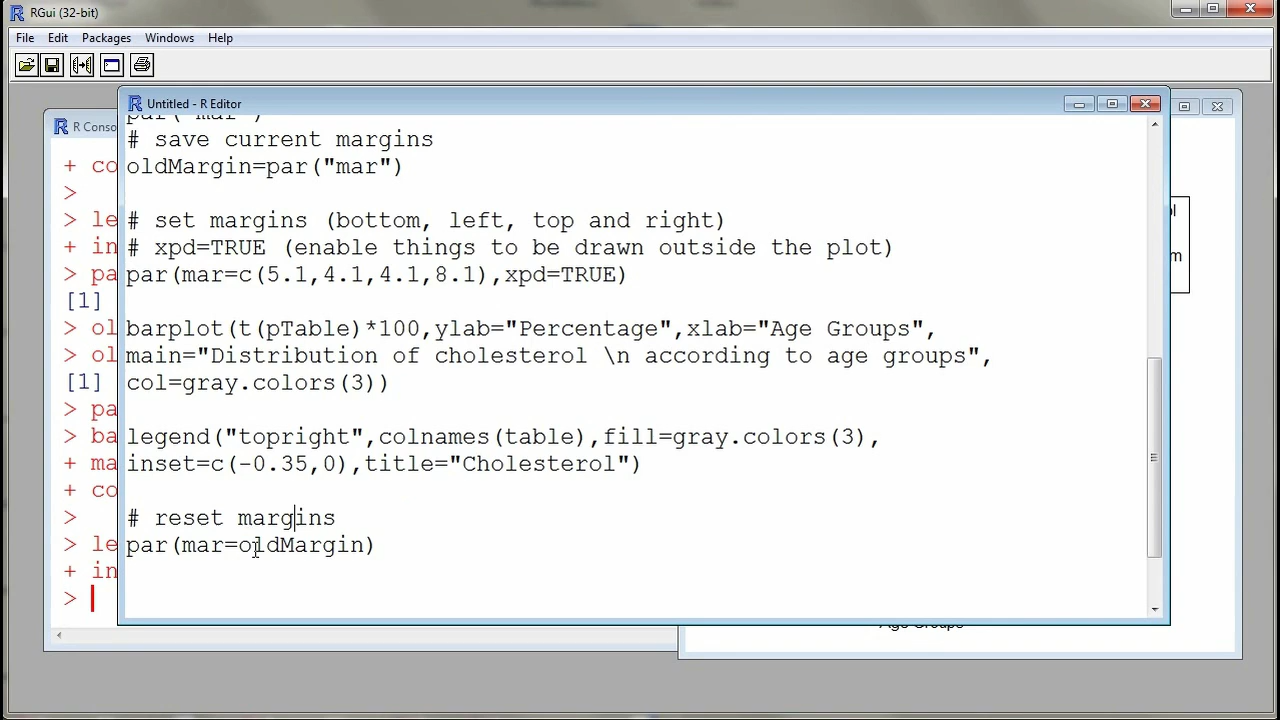 RGui (32-bit)
File Edit Packages Windows Help
Untitled - R Editor
# save current margins
oldMargin=par("mar")
# set margins (bottom, left, top and right)
# xpd=TRUE (enable things to be drawn outside the plot)
par(mar=c(5.1,4.1,4.1,8.1),xpd=TRUE)
barplot(t(pTable)*100,ylab="Percentage",xlab="Age Groups",
main="Distribution of cholesterol \n according to age groups",
col=gray.colors(3))
legend("topright",colnames(table),fill=gray.colors(3),
inset=c(-0.35,0),title="Cholesterol")
# reset margins
par(mar=oldMargin)
R Conso
+ co
>
> le
+ in
> pa
[1]
> ol
> ol
[1]
> pa
> ba
+ ma
+ co
>
> le
+ in
>
ol
m